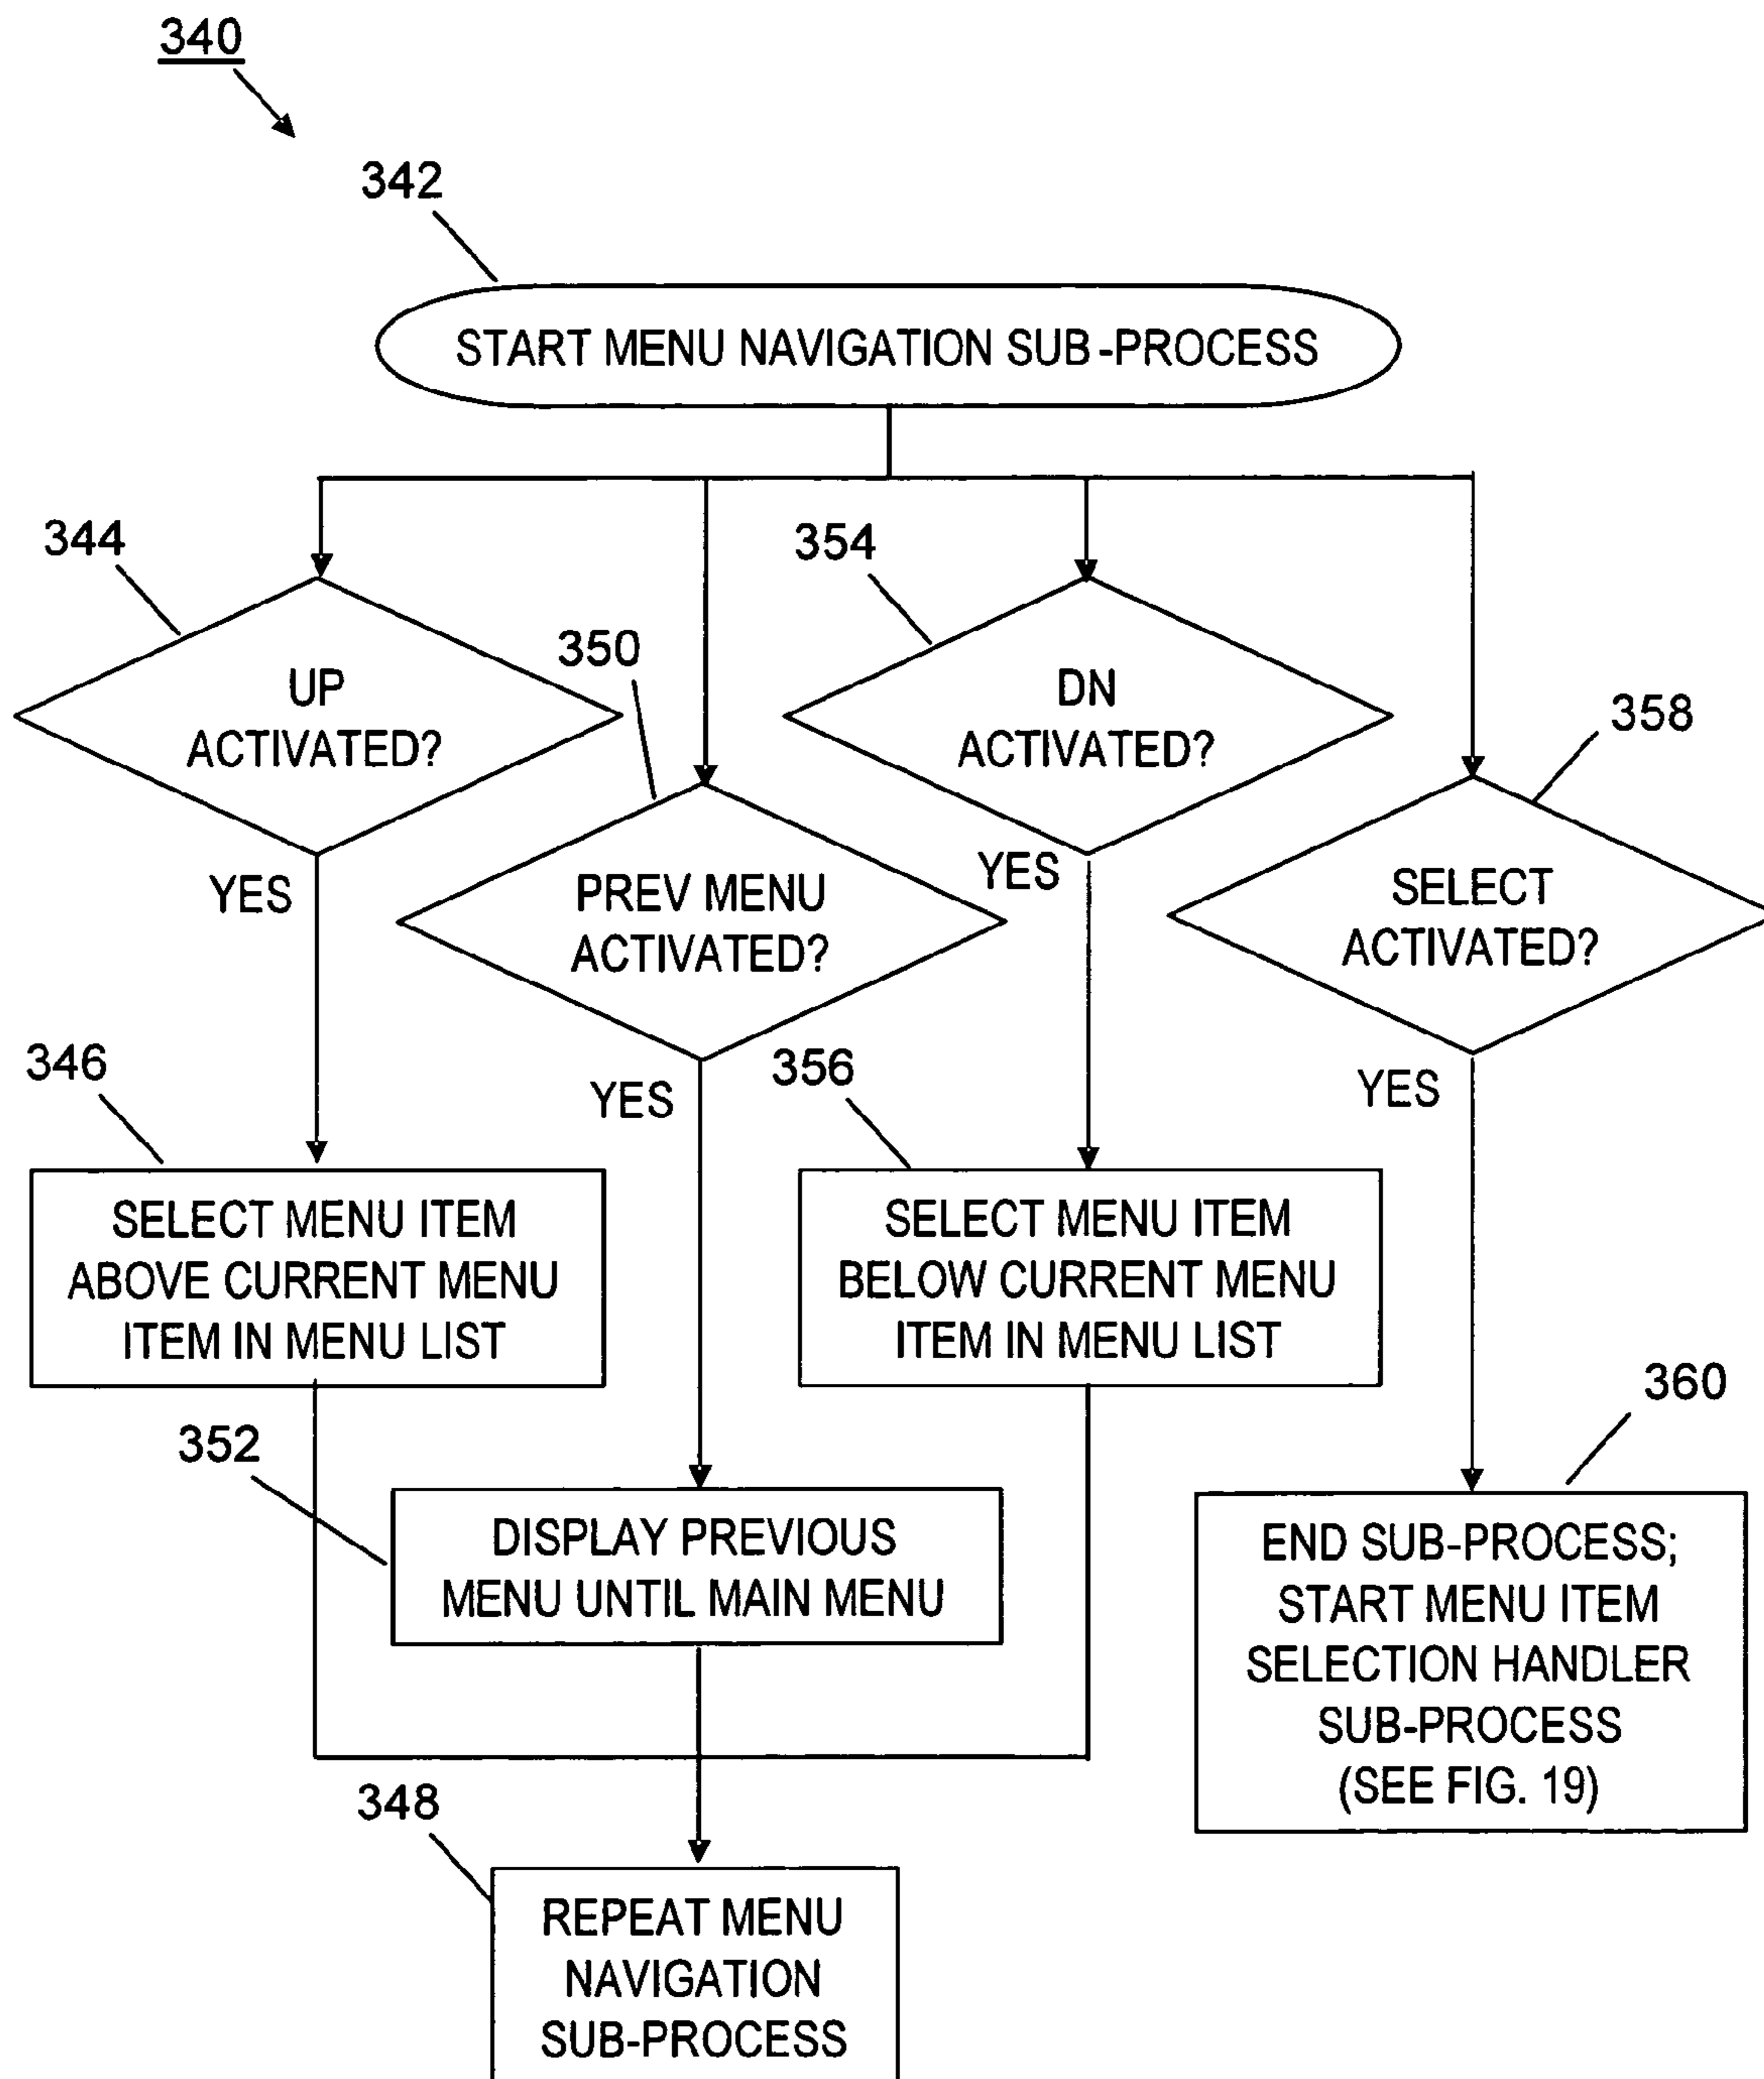 340
342
START MENU NAVIGATION SUB-PROCESS
344
UP
ACTIVATED?
YES
350
PREV MENU
ACTIVATED?
YES
354
DN
ACTIVATED?
YES
358
SELECT
ACTIVATED?
YES
346
SELECT MENU ITEM
ABOVE CURRENT MENU
ITEM IN MENU LIST
356
SELECT MENU ITEM
BELOW CURRENT MENU
ITEM IN MENU LIST
352
DISPLAY PREVIOUS
MENU UNTIL MAIN MENU
360
END SUB-PROCESS;
START MENU ITEM
SELECTION HANDLER
SUB-PROCESS
(SEE FIG. 19)
348
REPEAT MENU
NAVIGATION
SUB-PROCESS